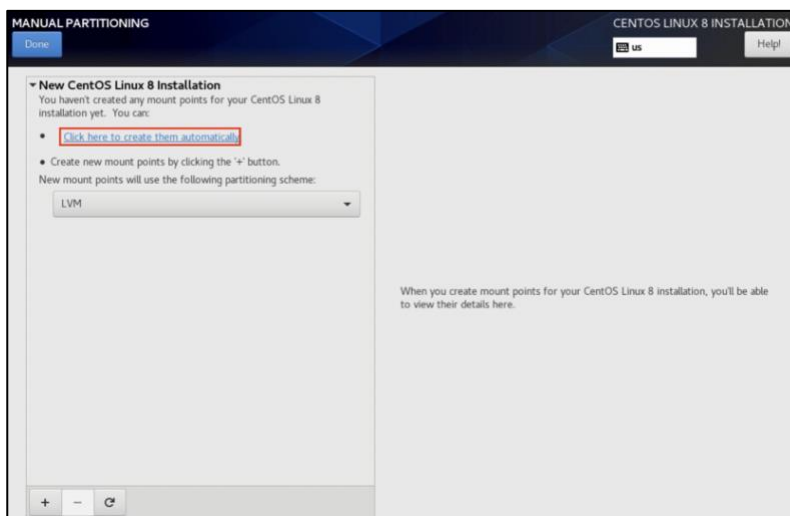 MANUAL PARTITIONING
CENTOS LINUX 8 INSTALLATION
Done
us
Help!
New CentOS Linux 8 Installation
You haven't created any mount points for your CentOS Linux 8
installation yet. You can:
• Click here to create them automatically.
• Create new mount points by clicking the '+' button.
New mount points will use the following partitioning scheme:
LVM
When you create mount points for your CentOS Linux 8 installation, you'll be able
to view their details here.
+ −